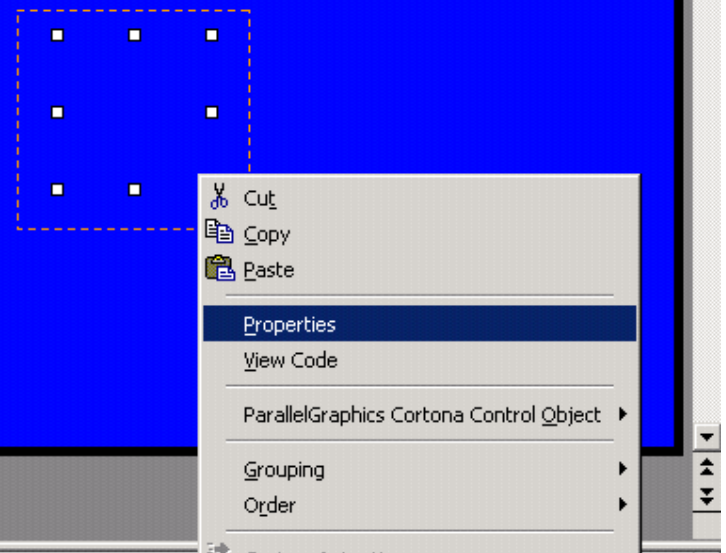 Cut
Copy
Paste
Properties
View Code
ParallelGraphics Cortona Control Object
Grouping
Order